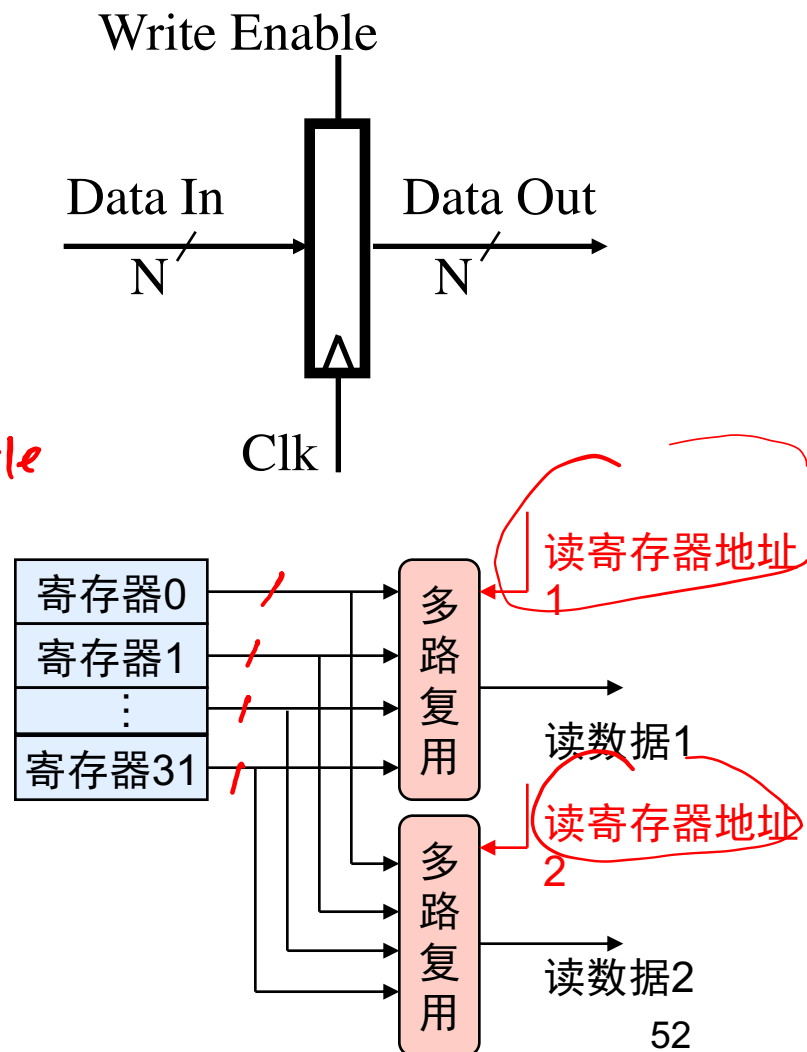 Write Enable
Data In
Data Out
N
N
Clk
读寄存器地址
1
寄存器0
寄存器1
⋮
寄存器31
多路复用
读数据1
读寄存器地址
2
多路复用
读数据2
52